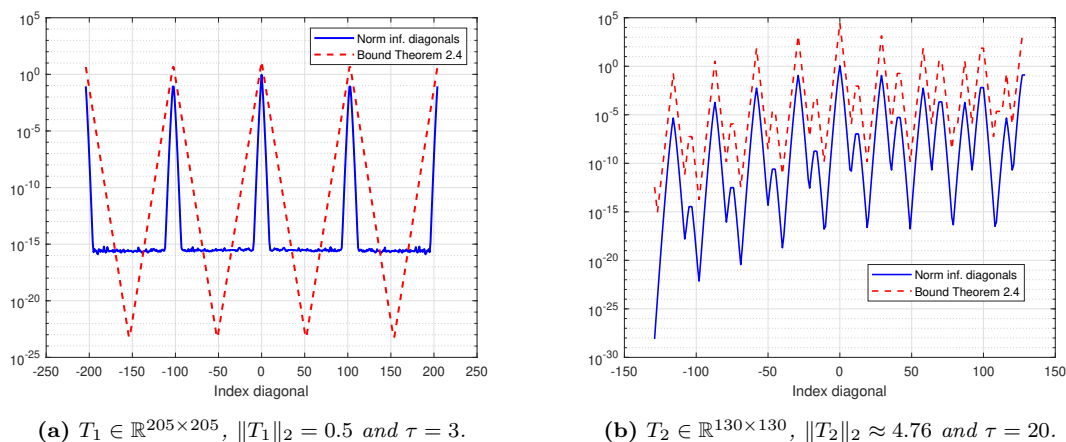 10^5
10^0
10^-5
10^-10
10^-15
10^-20
10^-25
-250 -200 -150 -100 -50 0 50 100 150 200 250
Index diagonal
Norm inf. diagonals
Bound Theorem 2.4
(a) T_1 ∈ ℝ^{205×205}, ‖T_1‖_2 = 0.5 and τ = 3.
10^5
10^0
10^-5
10^-10
10^-15
10^-20
10^-25
10^-30
-150 -100 -50 0 50 100 150
Index diagonal
Norm inf. diagonals
Bound Theorem 2.4
(b) T_2 ∈ ℝ^{130×130}, ‖T_2‖_2 ≈ 4.76 and τ = 20.